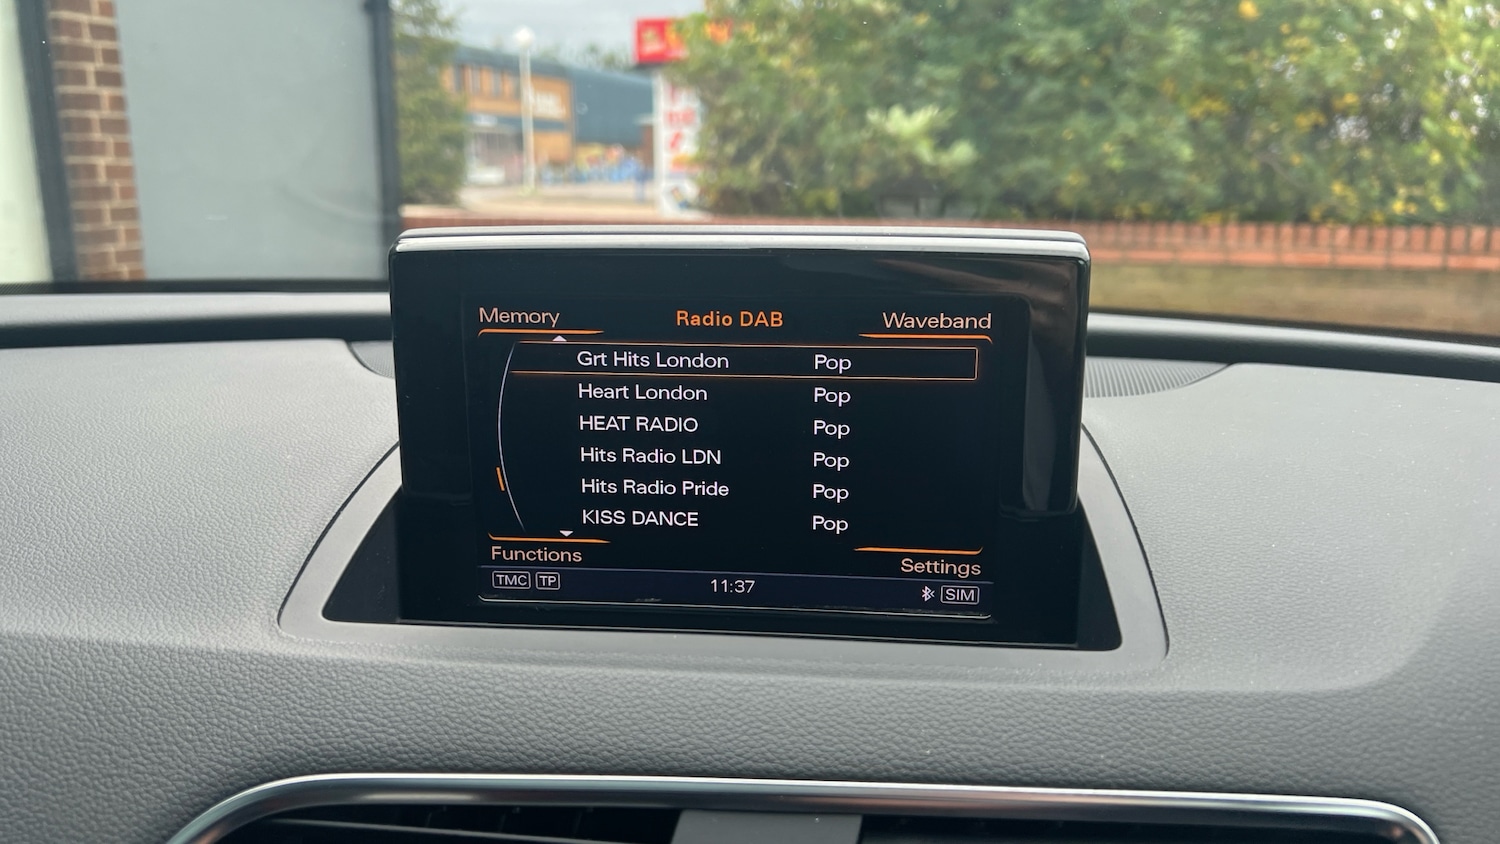 Memory Radio DAB Waveband
Grt Hits London Pop
Heart London Pop
HEAT RADIO Pop
Hits Radio LDN Pop
Hits Radio Pride Pop
KISS DANCE Pop
Functions Settings
TMC TP 11:37 SIM